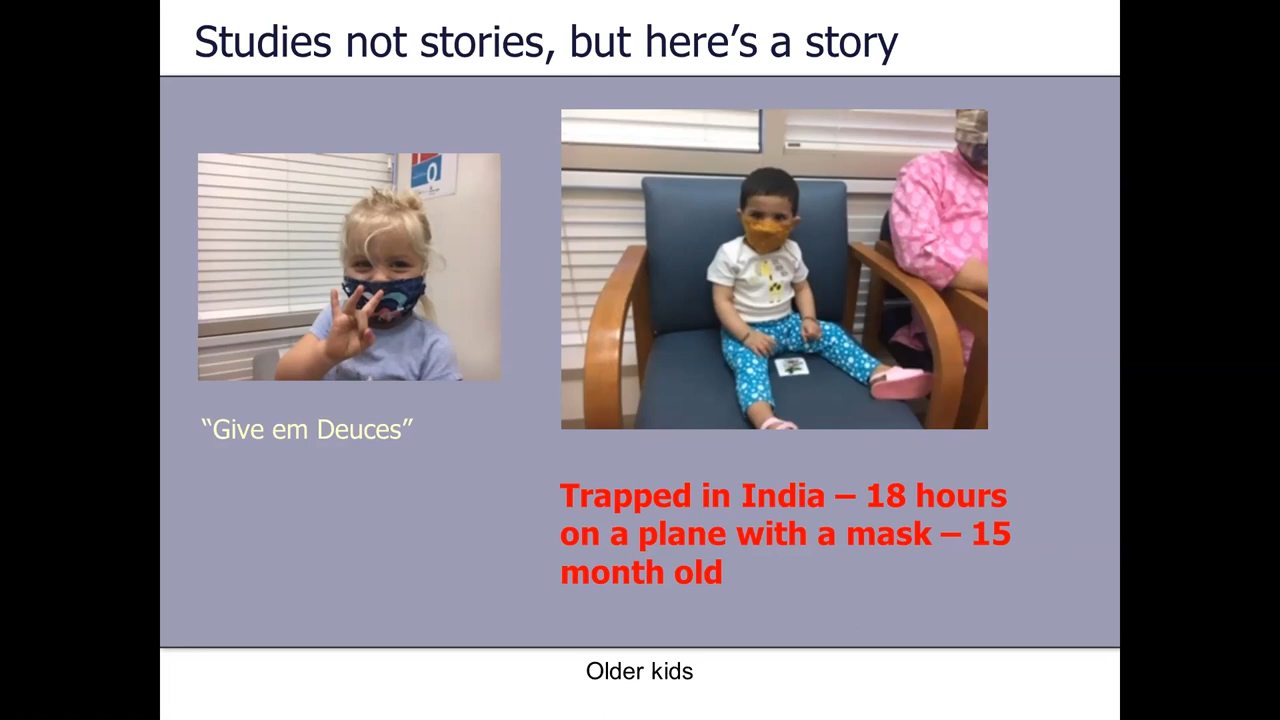 Studies not stories, but here’s a story
“Give em Deuces”
Trapped in India – 18 hours
on a plane with a mask – 15
month old
Older kids